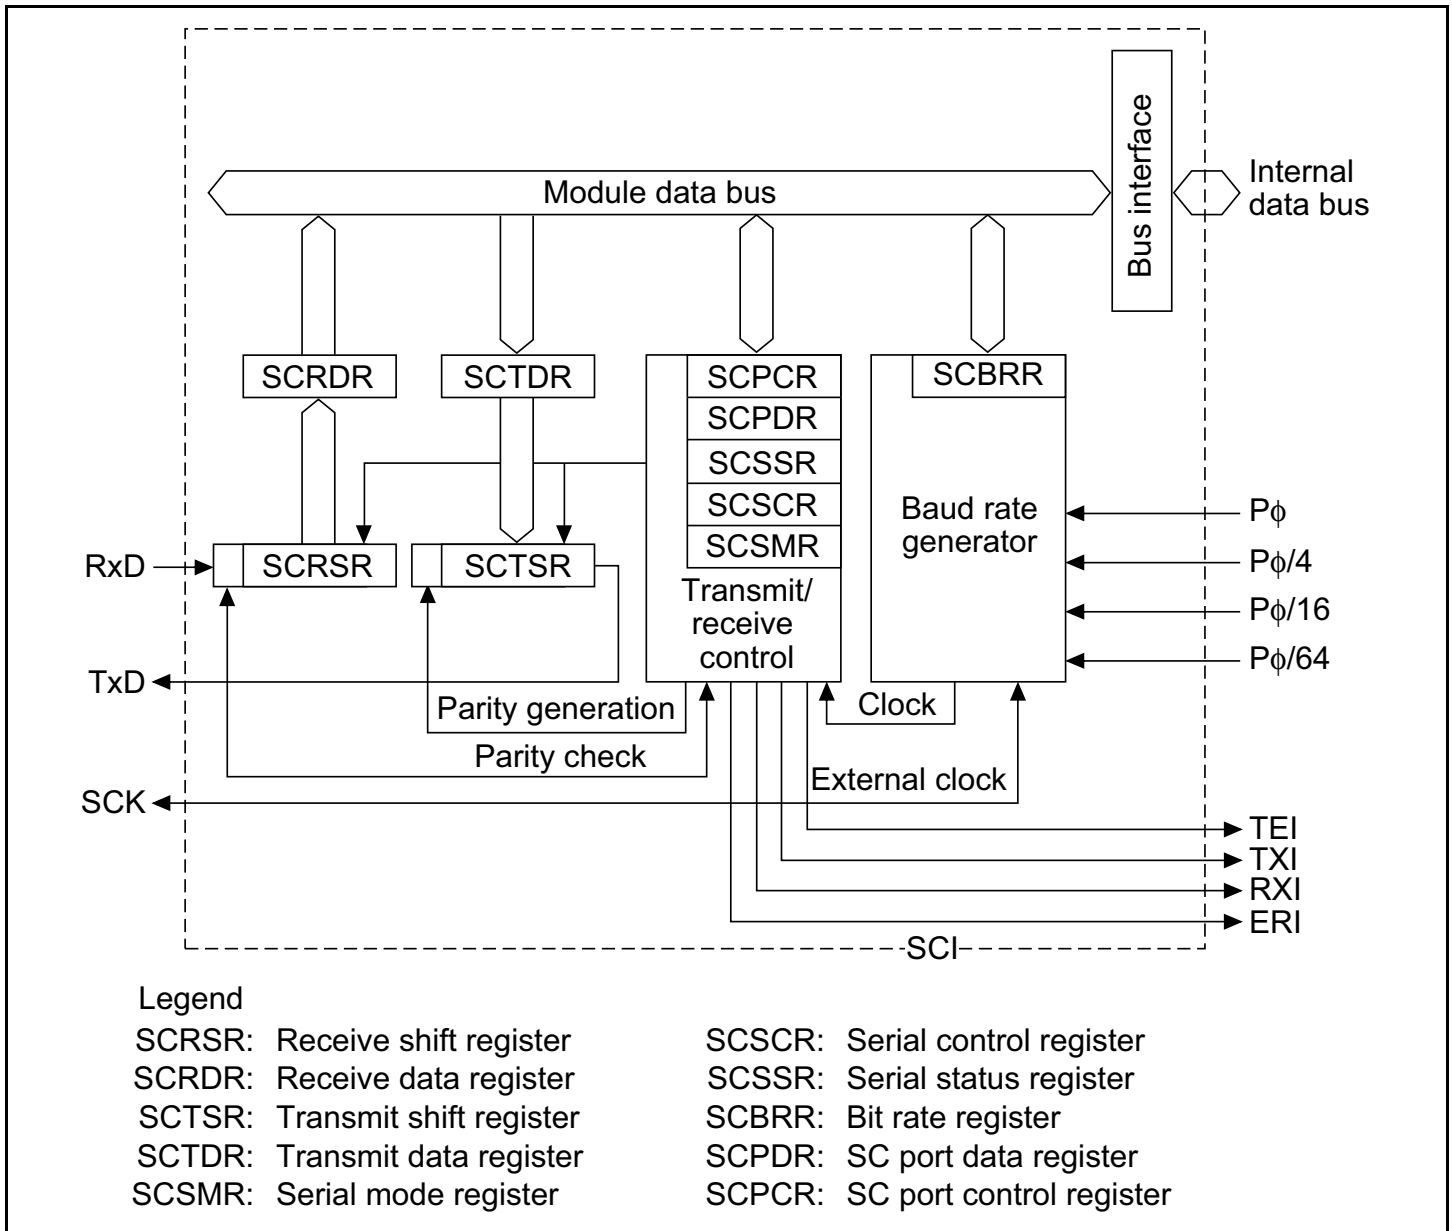 Bus interface
Internal
data bus
Module data bus
SCRDR
SCTDR
SCPCR
SCPDR
SCSSR
SCSCR
SCSMR
Transmit/
receive
control
SCBRR
Baud rate
generator
Pϕ
Pϕ/4
Pϕ/16
Pϕ/64
RxD
SCRSR
SCTSR
TxD
Parity generation
Clock
Parity check
External clock
SCK
TEI
TXI
RXI
ERI
SCI
Legend
SCRSR: Receive shift register
SCRDR: Receive data register
SCTSR: Transmit shift register
SCTDR: Transmit data register
SCSMR: Serial mode register
SCSCR: Serial control register
SCSSR: Serial status register
SCBRR: Bit rate register
SCPDR: SC port data register
SCPCR: SC port control register